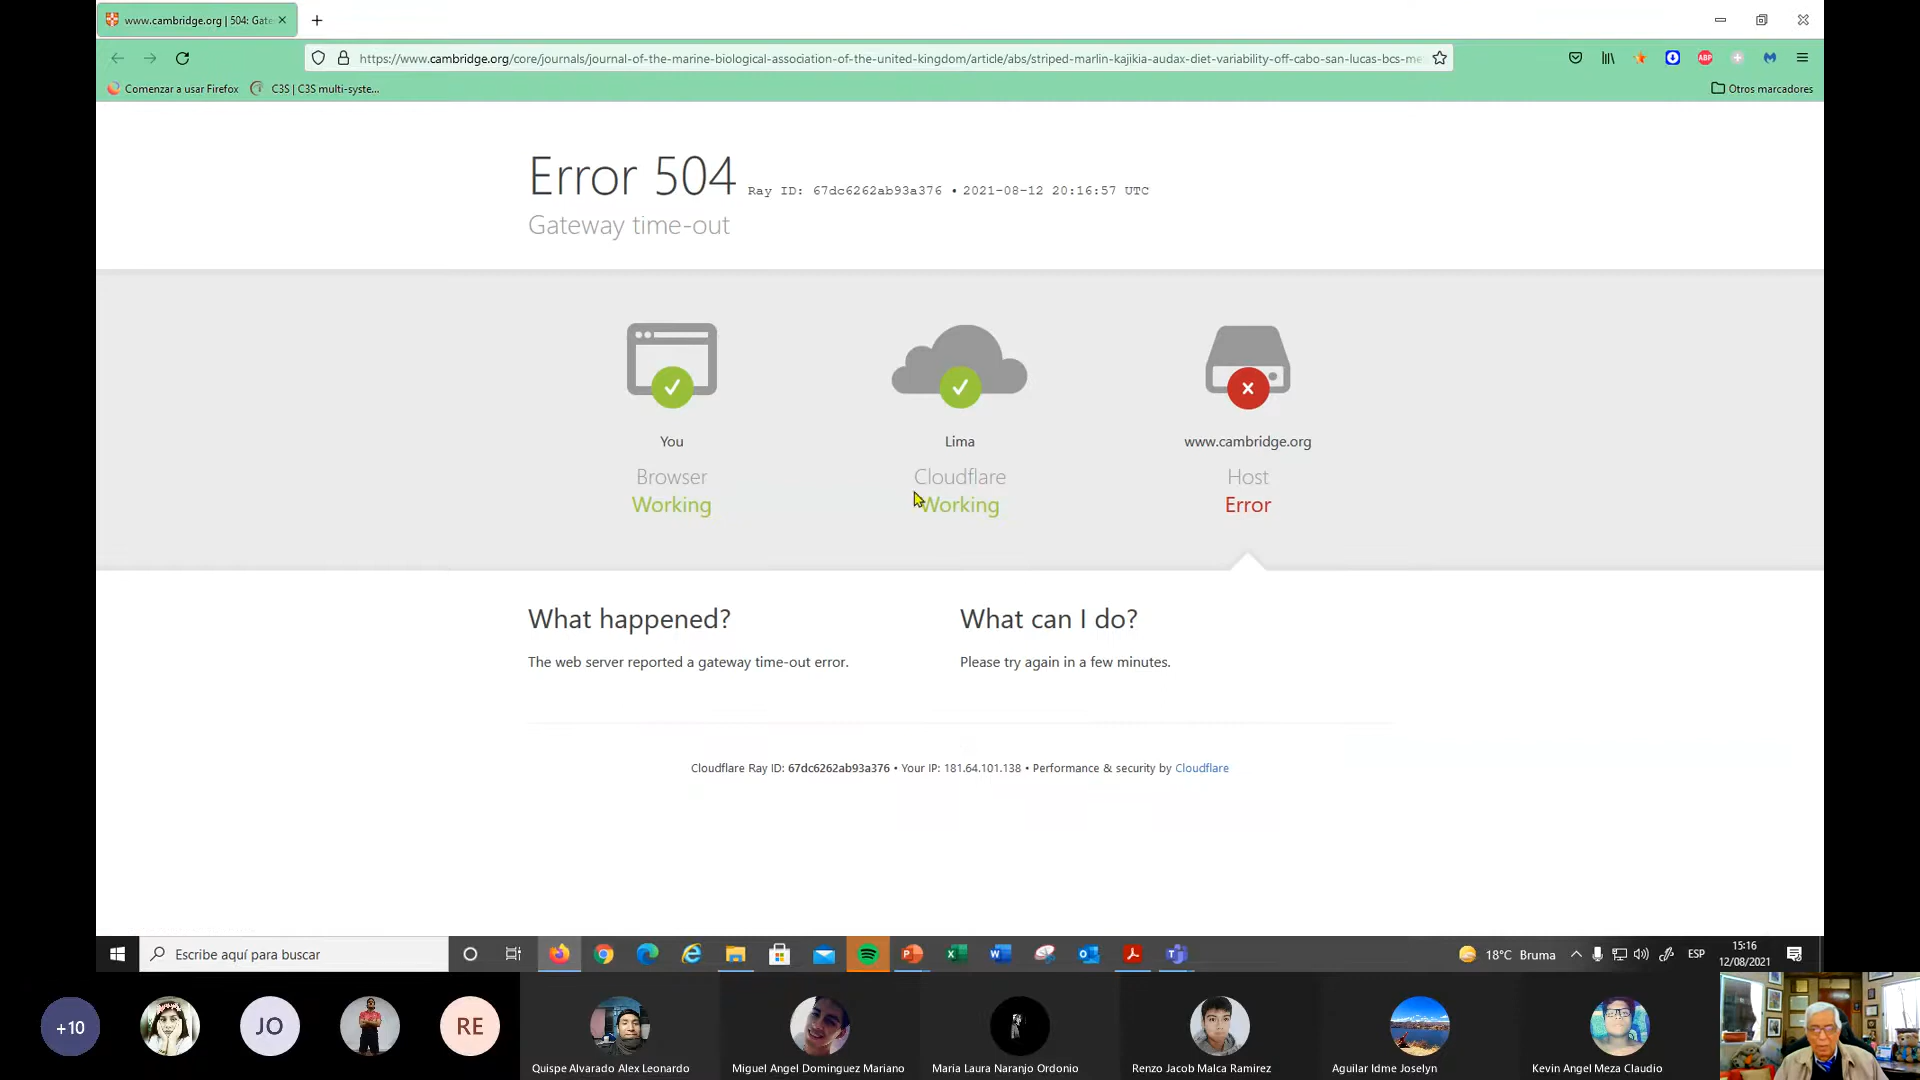 www.cambridge.org | 504: Gate
https://www.cambridge.org/core/journals/journal-of-the-marine-biological-association-of-the-united-kingdom/article/abs/striped-marlin-kajikia-audax-diet-variability-off-cabo-san-lucas-bcs-me
ABP
Comenzar a usar Firefox
C3S | C3S multi-syste...
Otros marcadores
Error 504 Ray ID: 67dc6262ab93a376 • 2021-08-12 20:16:57 UTC
Gateway time-out
You
Lima
www.cambridge.org
Browser
Cloudflare
Host
Working
Working
Error
What happened?
What can I do?
The web server reported a gateway time-out error.
Please try again in a few minutes.
Cloudflare Ray ID: 67dc6262ab93a376 • Your IP: 181.64.101.138 • Performance & security by Cloudflare
Escribe aquí para buscar
18°C Bruma
ESP
15:16
12/08/2021
+10
JO
RE
Quispe Alvarado Alex Leonardo
Miguel Angel Dominguez Mariano
Maria Laura Naranjo Ordonio
Renzo Jacob Malca Ramirez
Aguilar Idme Joselyn
Kevin Angel Meza Claudio